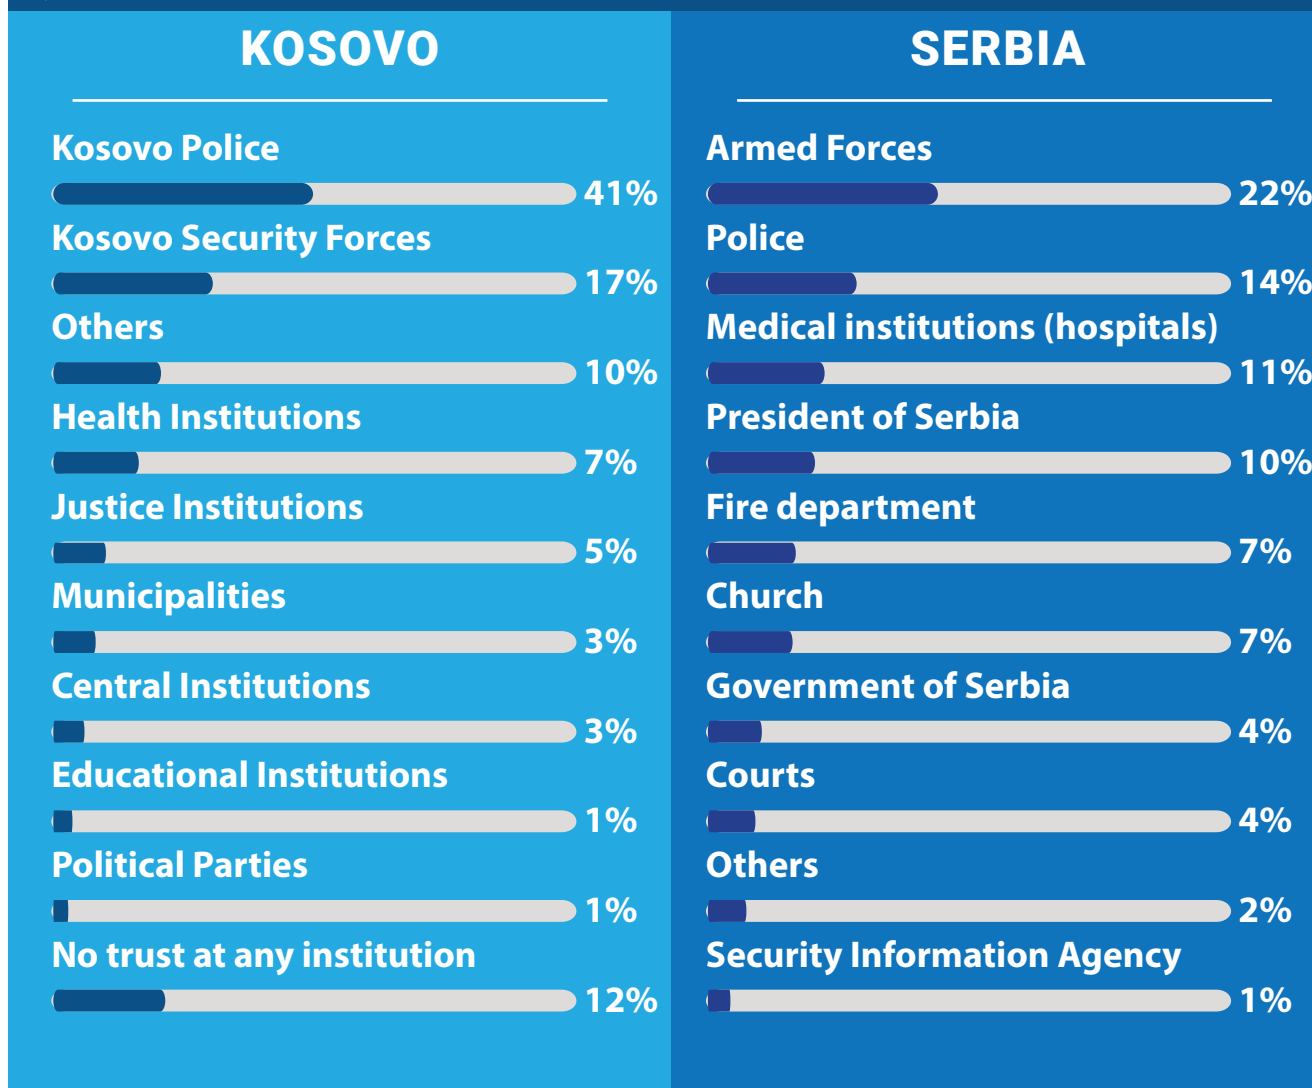 KOSOVO
Kosovo Police
41%
Kosovo Security Forces
17%
Others
10%
Health Institutions
7%
Justice Institutions
5%
Municipalities
3%
Central Institutions
3%
Educational Institutions
1%
Political Parties
1%
No trust at any institution
12%
SERBIA
Armed Forces
22%
Police
14%
Medical institutions (hospitals)
11%
President of Serbia
10%
Fire department
7%
Church
7%
Government of Serbia
4%
Courts
4%
Others
2%
Security Information Agency
1%